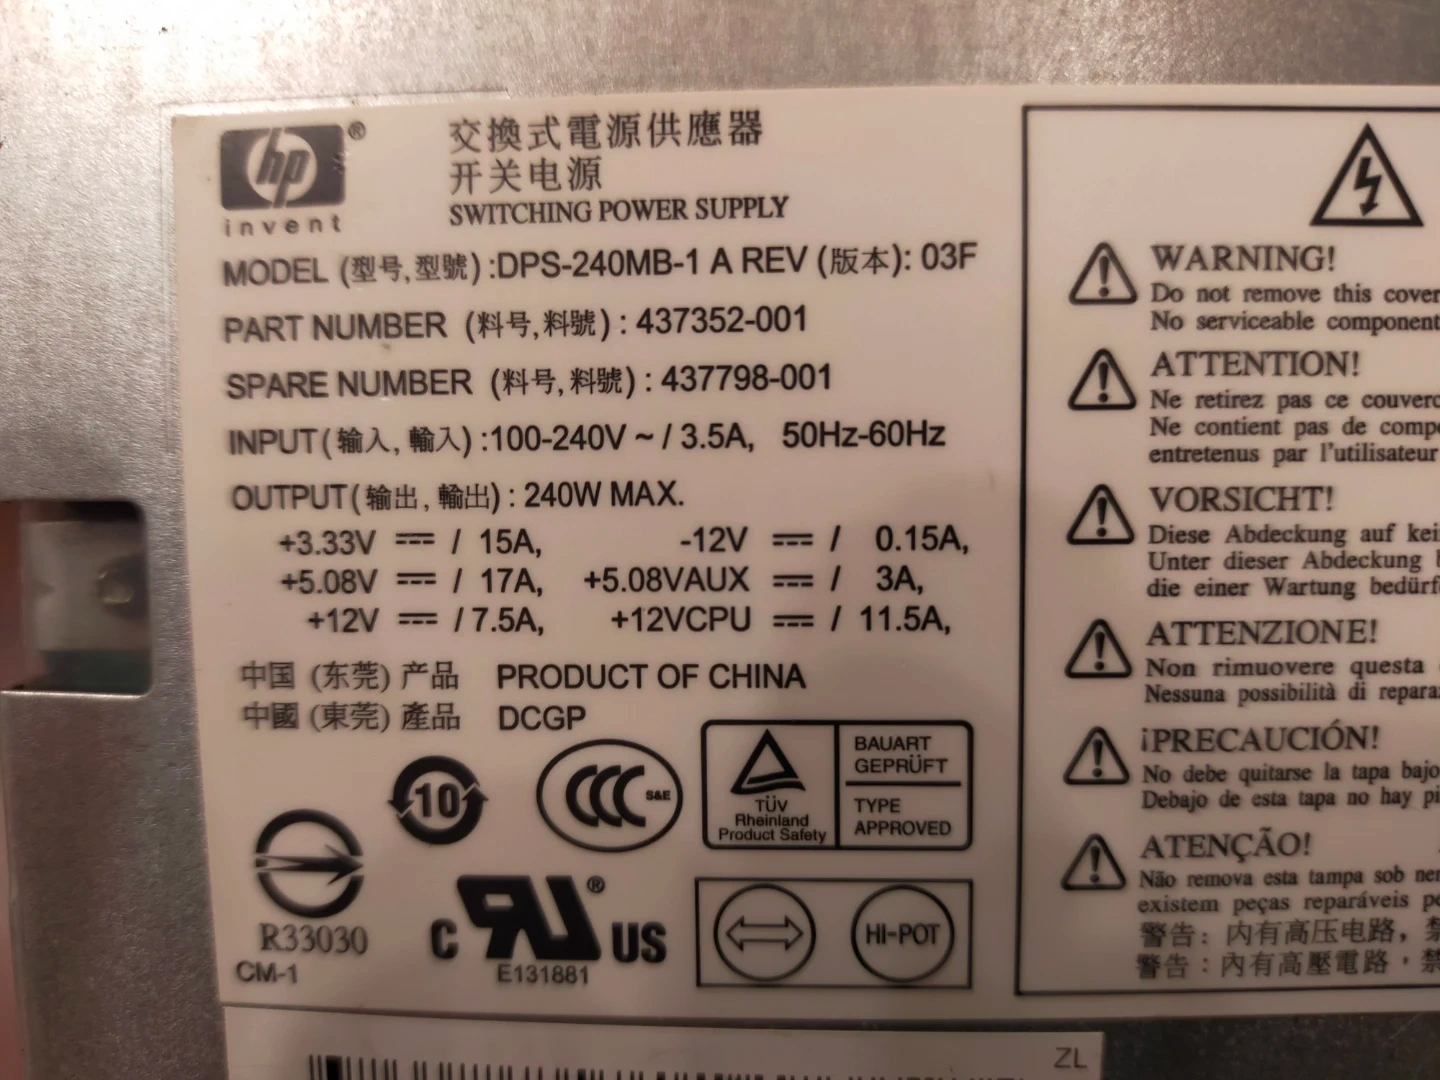 hp ®
invent
交換式電源供應器
开关电源
SWITCHING POWER SUPPLY
MODEL (型号,型號) :DPS-240MB-1 A REV (版本): 03F
PART NUMBER (料号,料號) : 437352-001
SPARE NUMBER (料号,料號) : 437798-001
INPUT(输入, 輸入) :100-240V ~ / 3.5A, 50Hz-60Hz
OUTPUT(输出, 輸出) : 240W MAX.
+3.33V ⎓ / 15A, -12V ⎓ / 0.15A,
+5.08V ⎓ / 17A, +5.08VAUX ⎓ / 3A,
+12V ⎓ / 7.5A, +12VCPU ⎓ / 11.5A,
中国 (东莞) 产品 PRODUCT OF CHINA
中國 (東莞) 產品 DCGP
10
CCC S&E
TÜV
Rheinland
Product Safety
BAUART
GEPRÜFT
TYPE
APPROVED
R33030
CM-1
C RU ® US
E131881
HI-POT
WARNING!
Do not remove this cover
No serviceable component
ATTENTION!
Ne retirez pas ce
Ne contient pas de
entretenus par l'utilisateur
VORSICHT!
Diese Abdeckung auf
Unter dieser Abdeckung
die einer Wartung
ATTENZIONE!
Non rimuovere questa
Nessuna possibilità di
¡PRECAUCIÓN!
No debe quitarse la tapa bajo
Debajo de esta tapa no hay
ATENÇÃO!
Não remova esta tampa sob
existem peças reparáveis
警告: 内有高压电路,
警告:內有高壓電路,
ZL